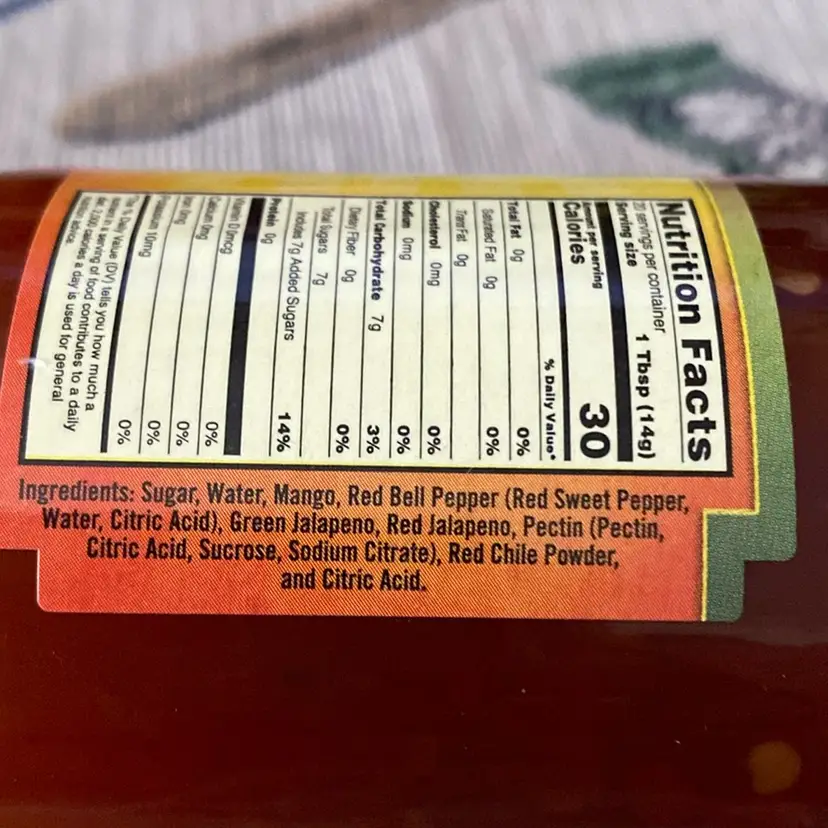 Nutrition Facts
20 servings per container
Serving size 1 Tbsp (14g)
Amount per serving
Calories 30
% Daily Value*
Total Fat 0g 0%
Saturated Fat 0g 0%
Trans Fat 0g
Cholesterol 0mg 0%
Sodium 0mg 0%
Total Carbohydrate 7g 3%
Dietary Fiber 0g 0%
Total Sugars 7g
Includes 7g Added Sugars 14%
Protein 0g
Vitamin D 0mcg 0%
Calcium 0mg 0%
Iron 0mg 0%
Potassium 10mg 0%
The % Daily Value (DV) tells you how much a
nutrient in a serving of food contributes to a daily
diet. 2,000 calories a day is used for general
nutrition advice.
Ingredients: Sugar, Water, Mango, Red Bell Pepper (Red Sweet Pepper,
Water, Citric Acid), Green Jalapeno, Red Jalapeno, Pectin (Pectin,
Citric Acid, Sucrose, Sodium Citrate), Red Chile Powder,
and Citric Acid.